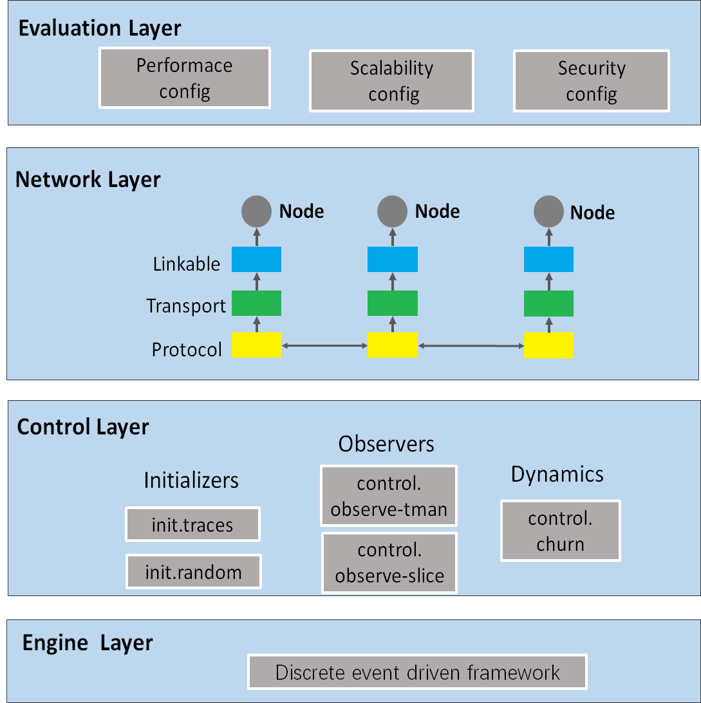 Evaluation Layer
Performace
config
Scalability
config
Security
config
Network Layer
Node
Node
Node
Linkable
Transport
Protocol
Control Layer
Initializers
init.traces
init.random
Observers
control.
observe-tman
control.
observe-slice
Dynamics
control.
churn
Engine Layer
Discrete event driven framework